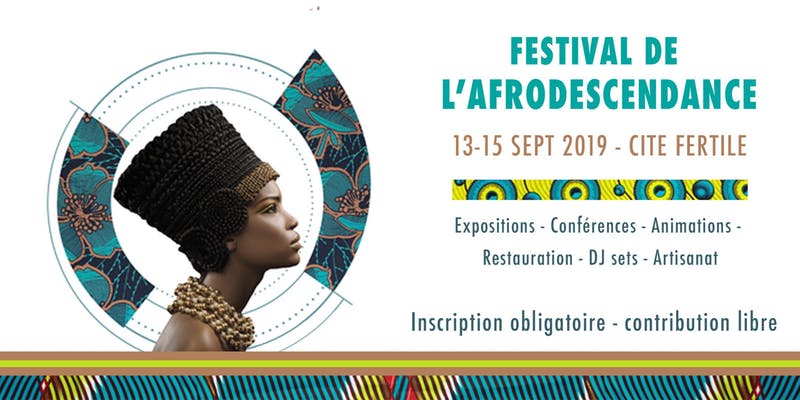 FESTIVAL DE
L’AFRODESCENDANCE
13-15 SEPT 2019 - CITE FERTILE
Expositions - Conférences - Animations -
Restauration - DJ sets - Artisanat
Inscription obligatoire - contribution libre